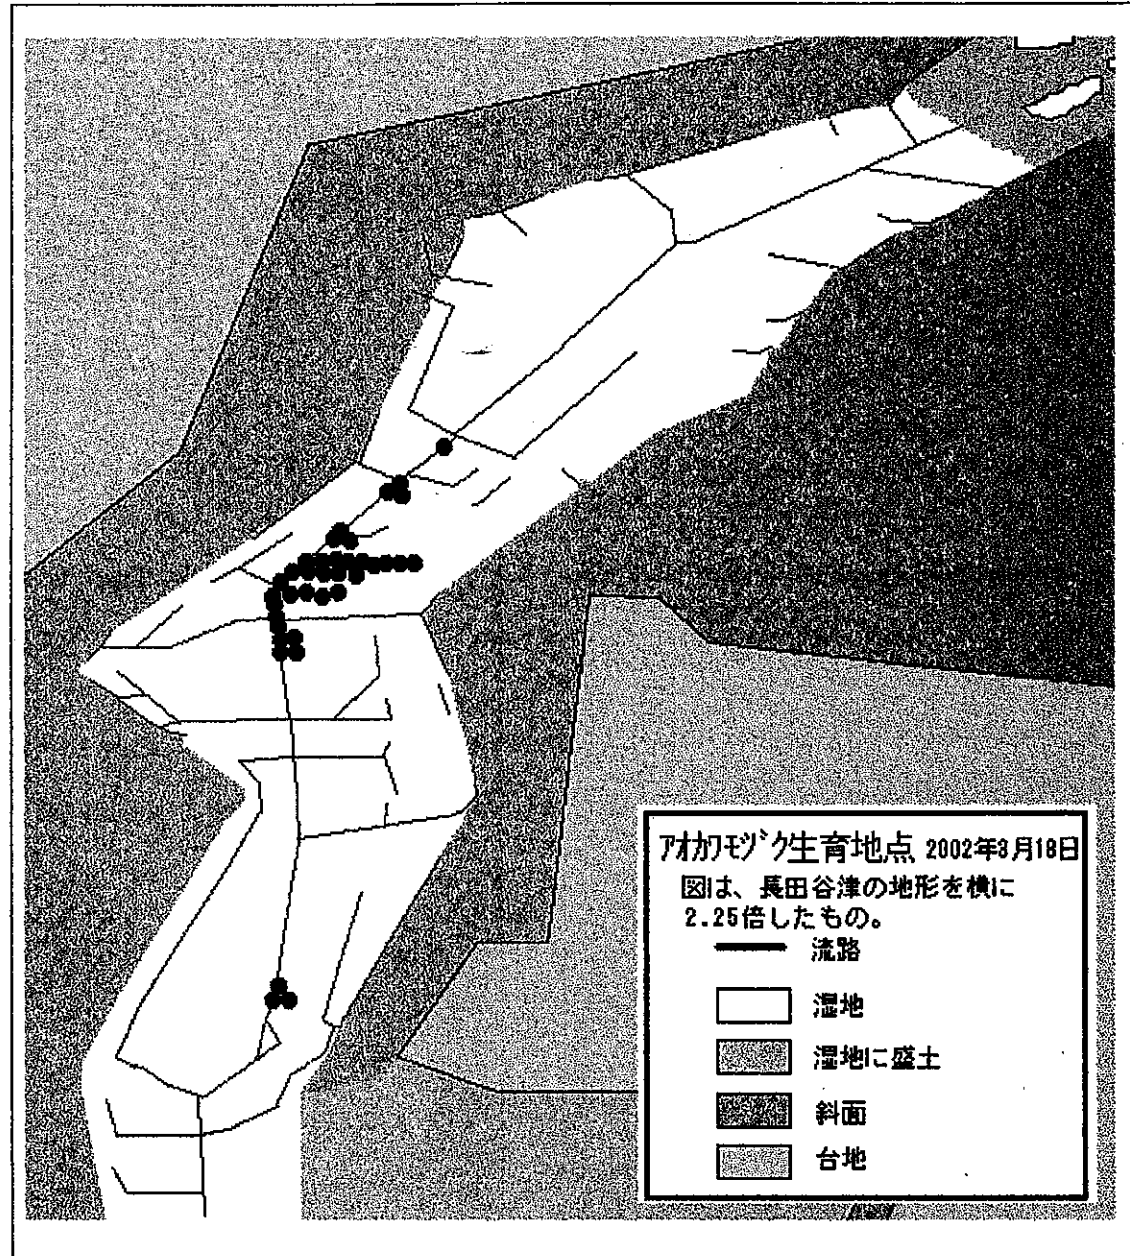 アオカワモヅク生育地点 2002年3月18日
図は、長田谷津の地形を横に
2.25倍したもの。
流路
湿地
湿地に盛土
斜面
台地